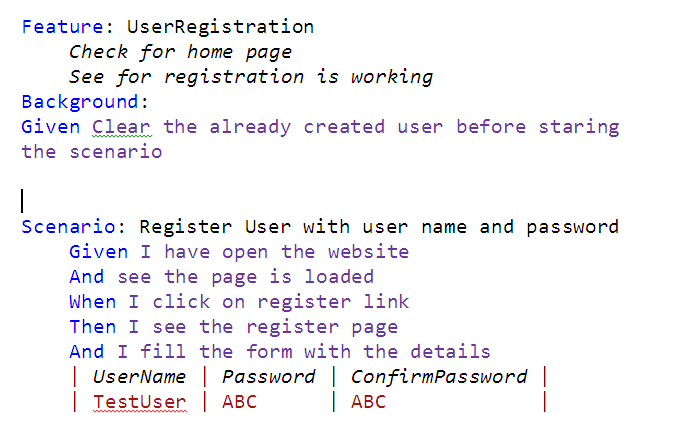 Feature: UserRegistration
Check for home page
See for registration is working
Background:
Given Clear the already created user before staring
the scenario
Scenario: Register User with user name and password
Given I have open the website
And see the page is loaded
When I click on register link
Then I see the register page
And I fill the form with the details
| UserName | Password | ConfirmPassword |
| TestUser | ABC | ABC |